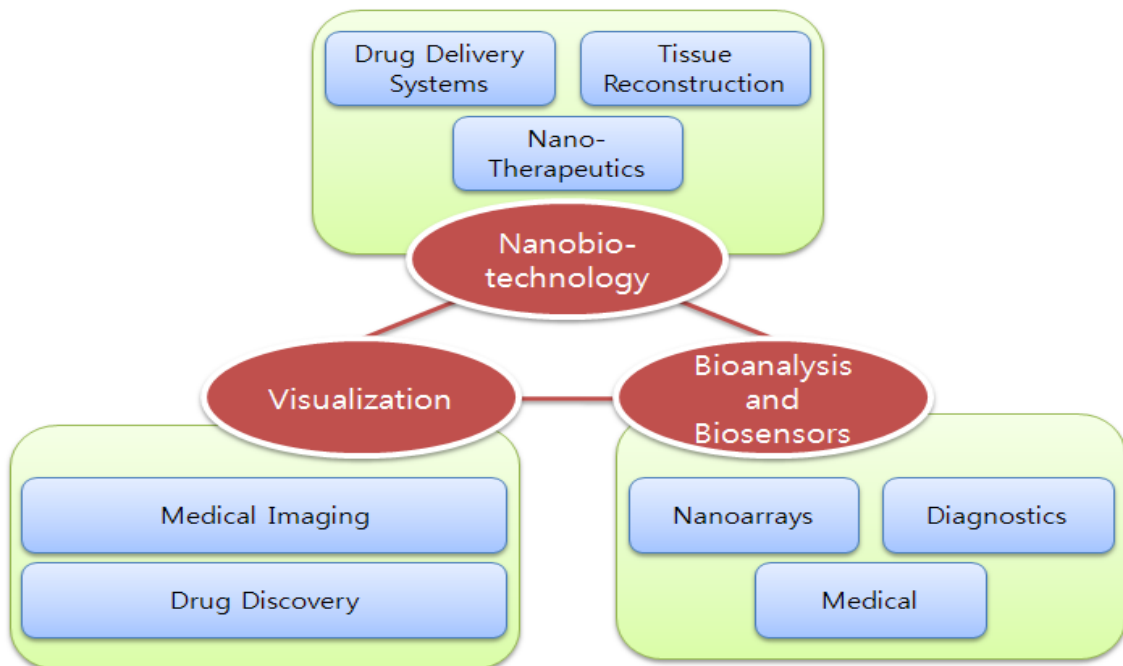 Drug Delivery
Systems
Tissue
Reconstruction
Nano-
Therapeutics
Nanobio-
technology
Visualization
Bioanalysis
and
Biosensors
Medical Imaging
Drug Discovery
Nanoarrays
Diagnostics
Medical